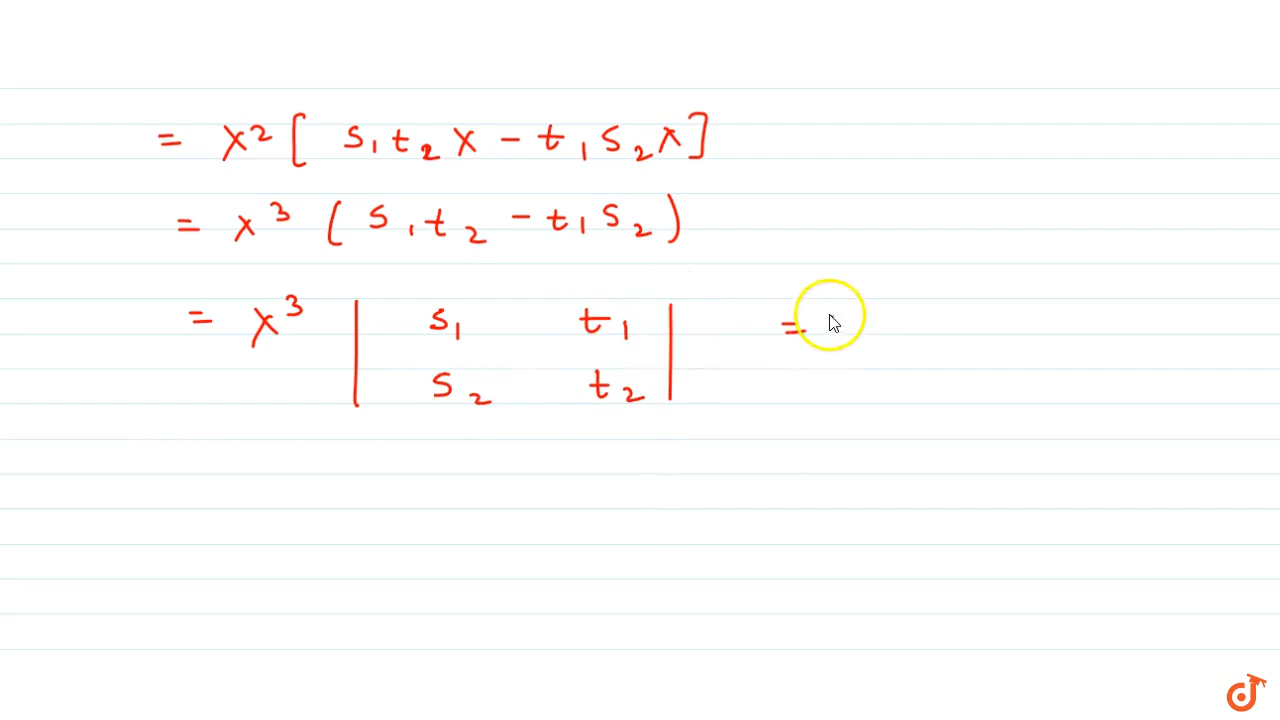 = x² [ s₁t₂x - t₁s₂x ]
= x³ ( s₁t₂ - t₁s₂ )
= x³ | s₁ t₁ | =
| s₂ t₂ |